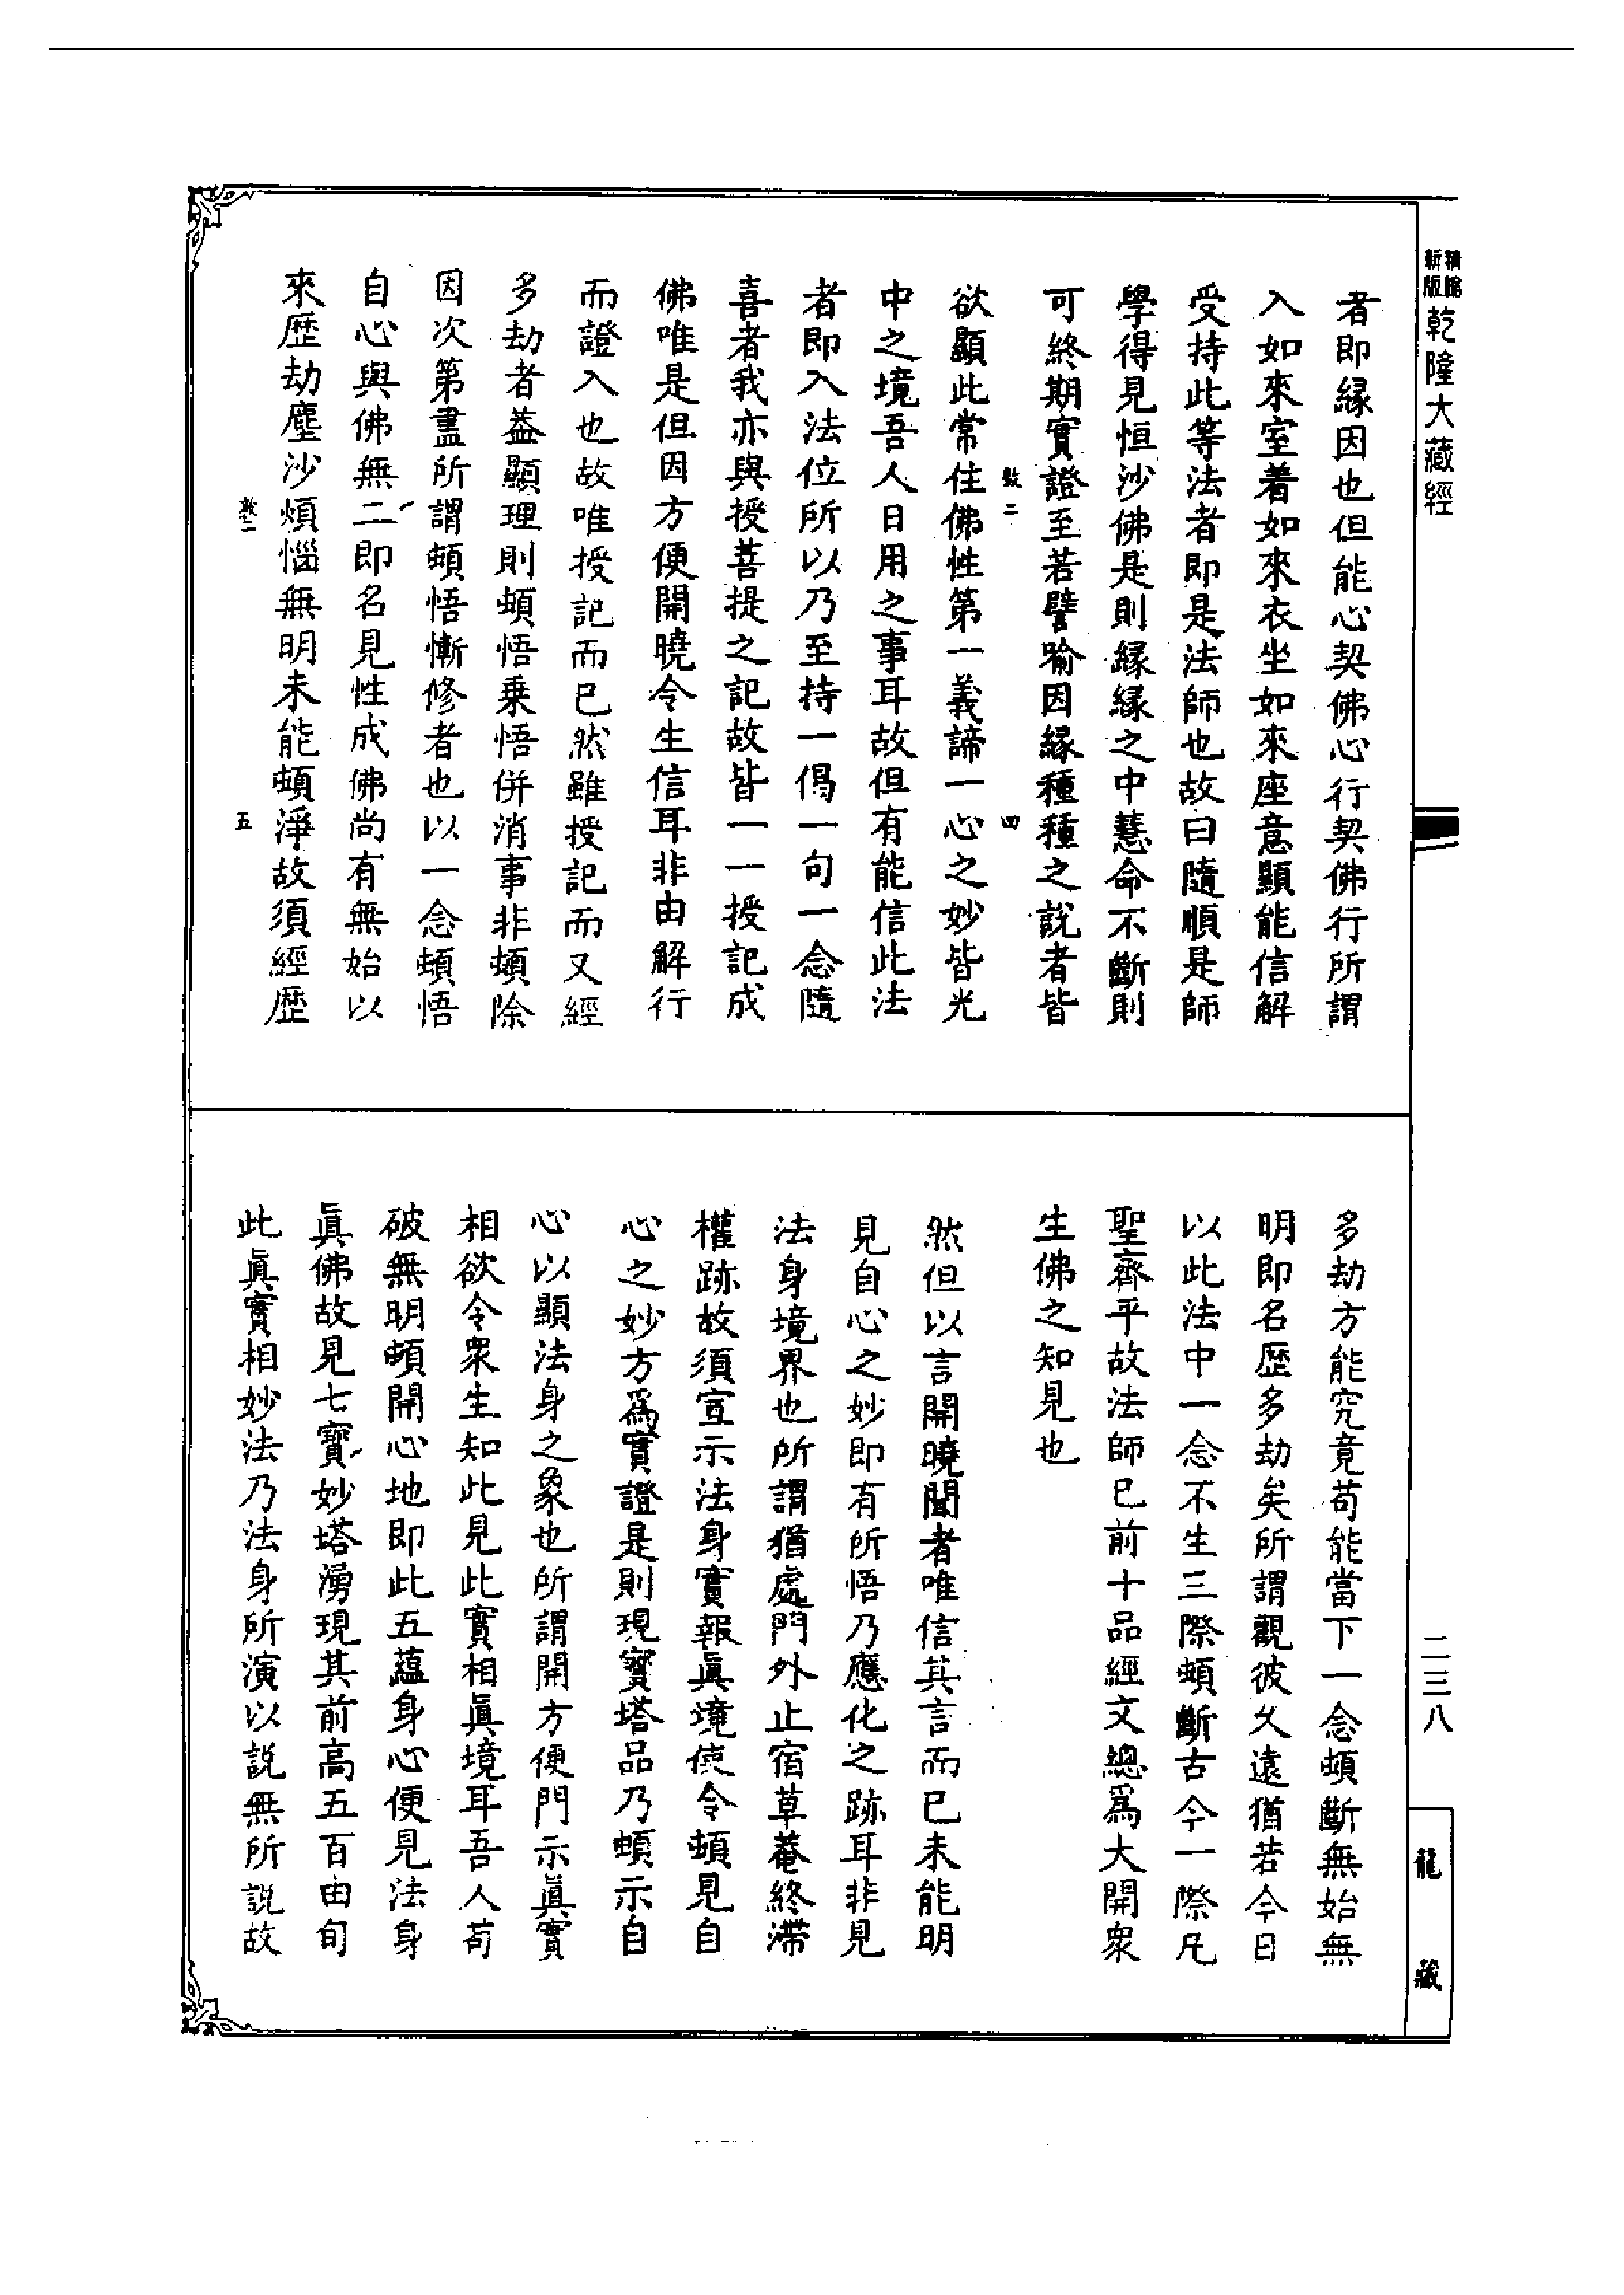 精縮
新版
乾隆大藏經
者即緣因也但能心契佛心行契佛行所謂
入如來室着如來衣坐如來座意顯能信解
受持此等法者即是法師也故曰隨順是師
學得見恒沙佛是則緣緣之中慧命不斷則
可終期實證至若譬喻因緣種種之說者皆
二 四
欲顯此常住佛性第一義諦一心之妙皆光
中之境吾人日用之事耳故但有能信此法
者即入法位所以乃至持一偈一句一念隨
喜者我亦與授菩提之記故皆一一授記成
佛唯是但因方便開曉令生信耳非由解行
而證入也故唯授記而已然雖授記而又經
多劫者葢顯理則頓悟乗悟併消事非頓除
因次第盡所謂頓悟慚修者也以一念頓悟
自心與佛無二即名見性成佛尚有無始以
來歷劫塵沙煩惱無明未能頓淨故須經歷
二 五
多劫方能究竟苟能當下一念頓斷無始無
明即名歷多劫矣所謂觀彼乆遠猶若今日
以此法中一念不生三際頓斷古今一際凡
聖齊平故法師已前十品經文總爲大開衆
生佛之知見也
然但以言開曉聞者唯信其言而已未能明
見自心之妙即有所悟乃應化之跡耳非見
法身境界也所謂猶處門外止宿草菴終滯
權跡故須宣示法身實報眞境使令頓見自
心之妙方爲實證是則現寳塔品乃頓示自
心以顯法身之象也所謂開方便門示眞實
相欲令衆生知此見此實相眞境耳吾人苟
破無明頓開心地即此五蘊身心便見法身
眞佛故見七寳妙塔湧現其前高五百由旬
此眞實相妙法乃法身所演以説無所説故
二三八
龍藏